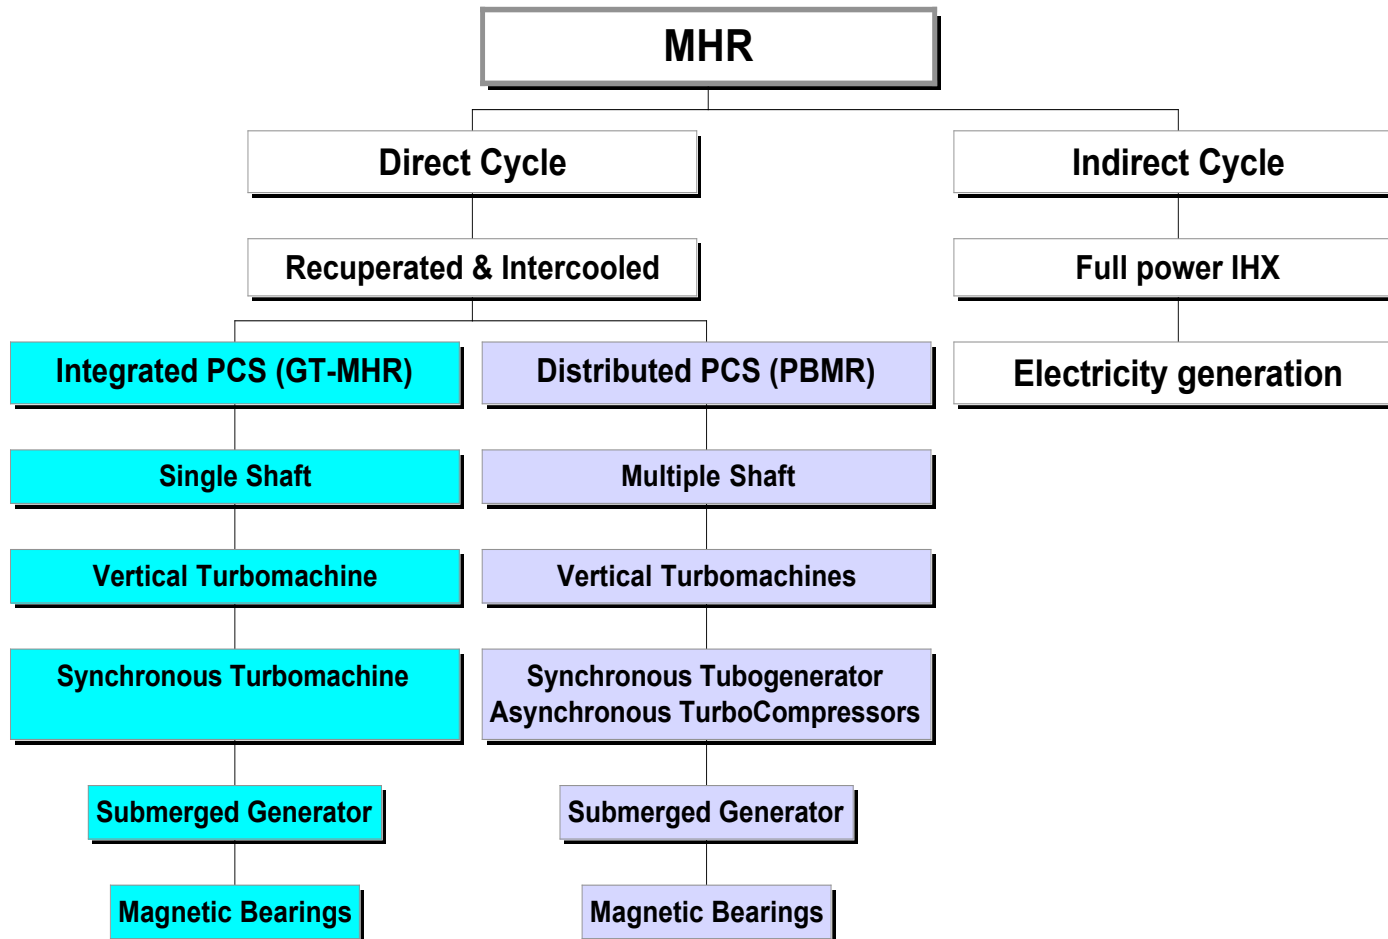 MHR
Direct Cycle
Indirect Cycle
Recuperated & Intercooled
Full power IHX
Integrated PCS (GT-MHR)
Distributed PCS (PBMR)
Electricity generation
Single Shaft
Multiple Shaft
Vertical Turbomachine
Vertical Turbomachines
Synchronous Turbomachine
Synchronous Tubogenerator
Asynchronous TurboCompressors
Submerged Generator
Submerged Generator
Magnetic Bearings
Magnetic Bearings